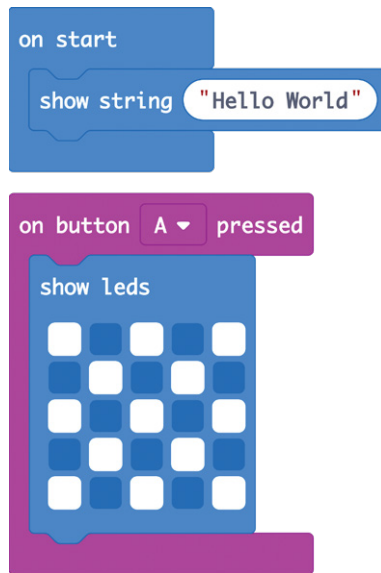 on start
show string "Hello World"
on button A pressed
show leds